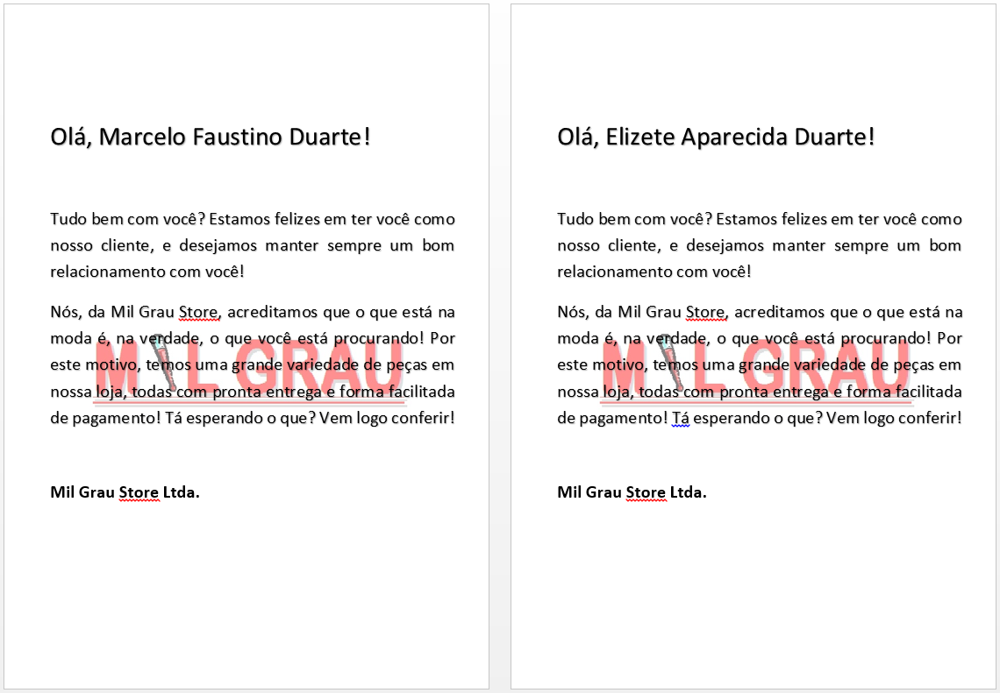 Olá, Marcelo Faustino Duarte!
Tudo bem com você? Estamos felizes em ter você como
nosso cliente, e desejamos manter sempre um bom
relacionamento com você!
Nós, da Mil Grau Store, acreditamos que o que está na
moda é, na verdade, o que você está procurando! Por
este motivo, temos uma grande variedade de peças em
nossa loja, todas com pronta entrega e forma facilitada
de pagamento! Tá esperando o que? Vem logo conferir!
MIL GRAU
Mil Grau Store Ltda.
Olá, Elizete Aparecida Duarte!
Tudo bem com você? Estamos felizes em ter você como
nosso cliente, e desejamos manter sempre um bom
relacionamento com você!
Nós, da Mil Grau Store, acreditamos que o que está na
moda é, na verdade, o que você está procurando! Por
este motivo, temos uma grande variedade de peças em
nossa loja, todas com pronta entrega e forma facilitada
de pagamento! Tá esperando o que? Vem logo conferir!
MIL GRAU
Mil Grau Store Ltda.